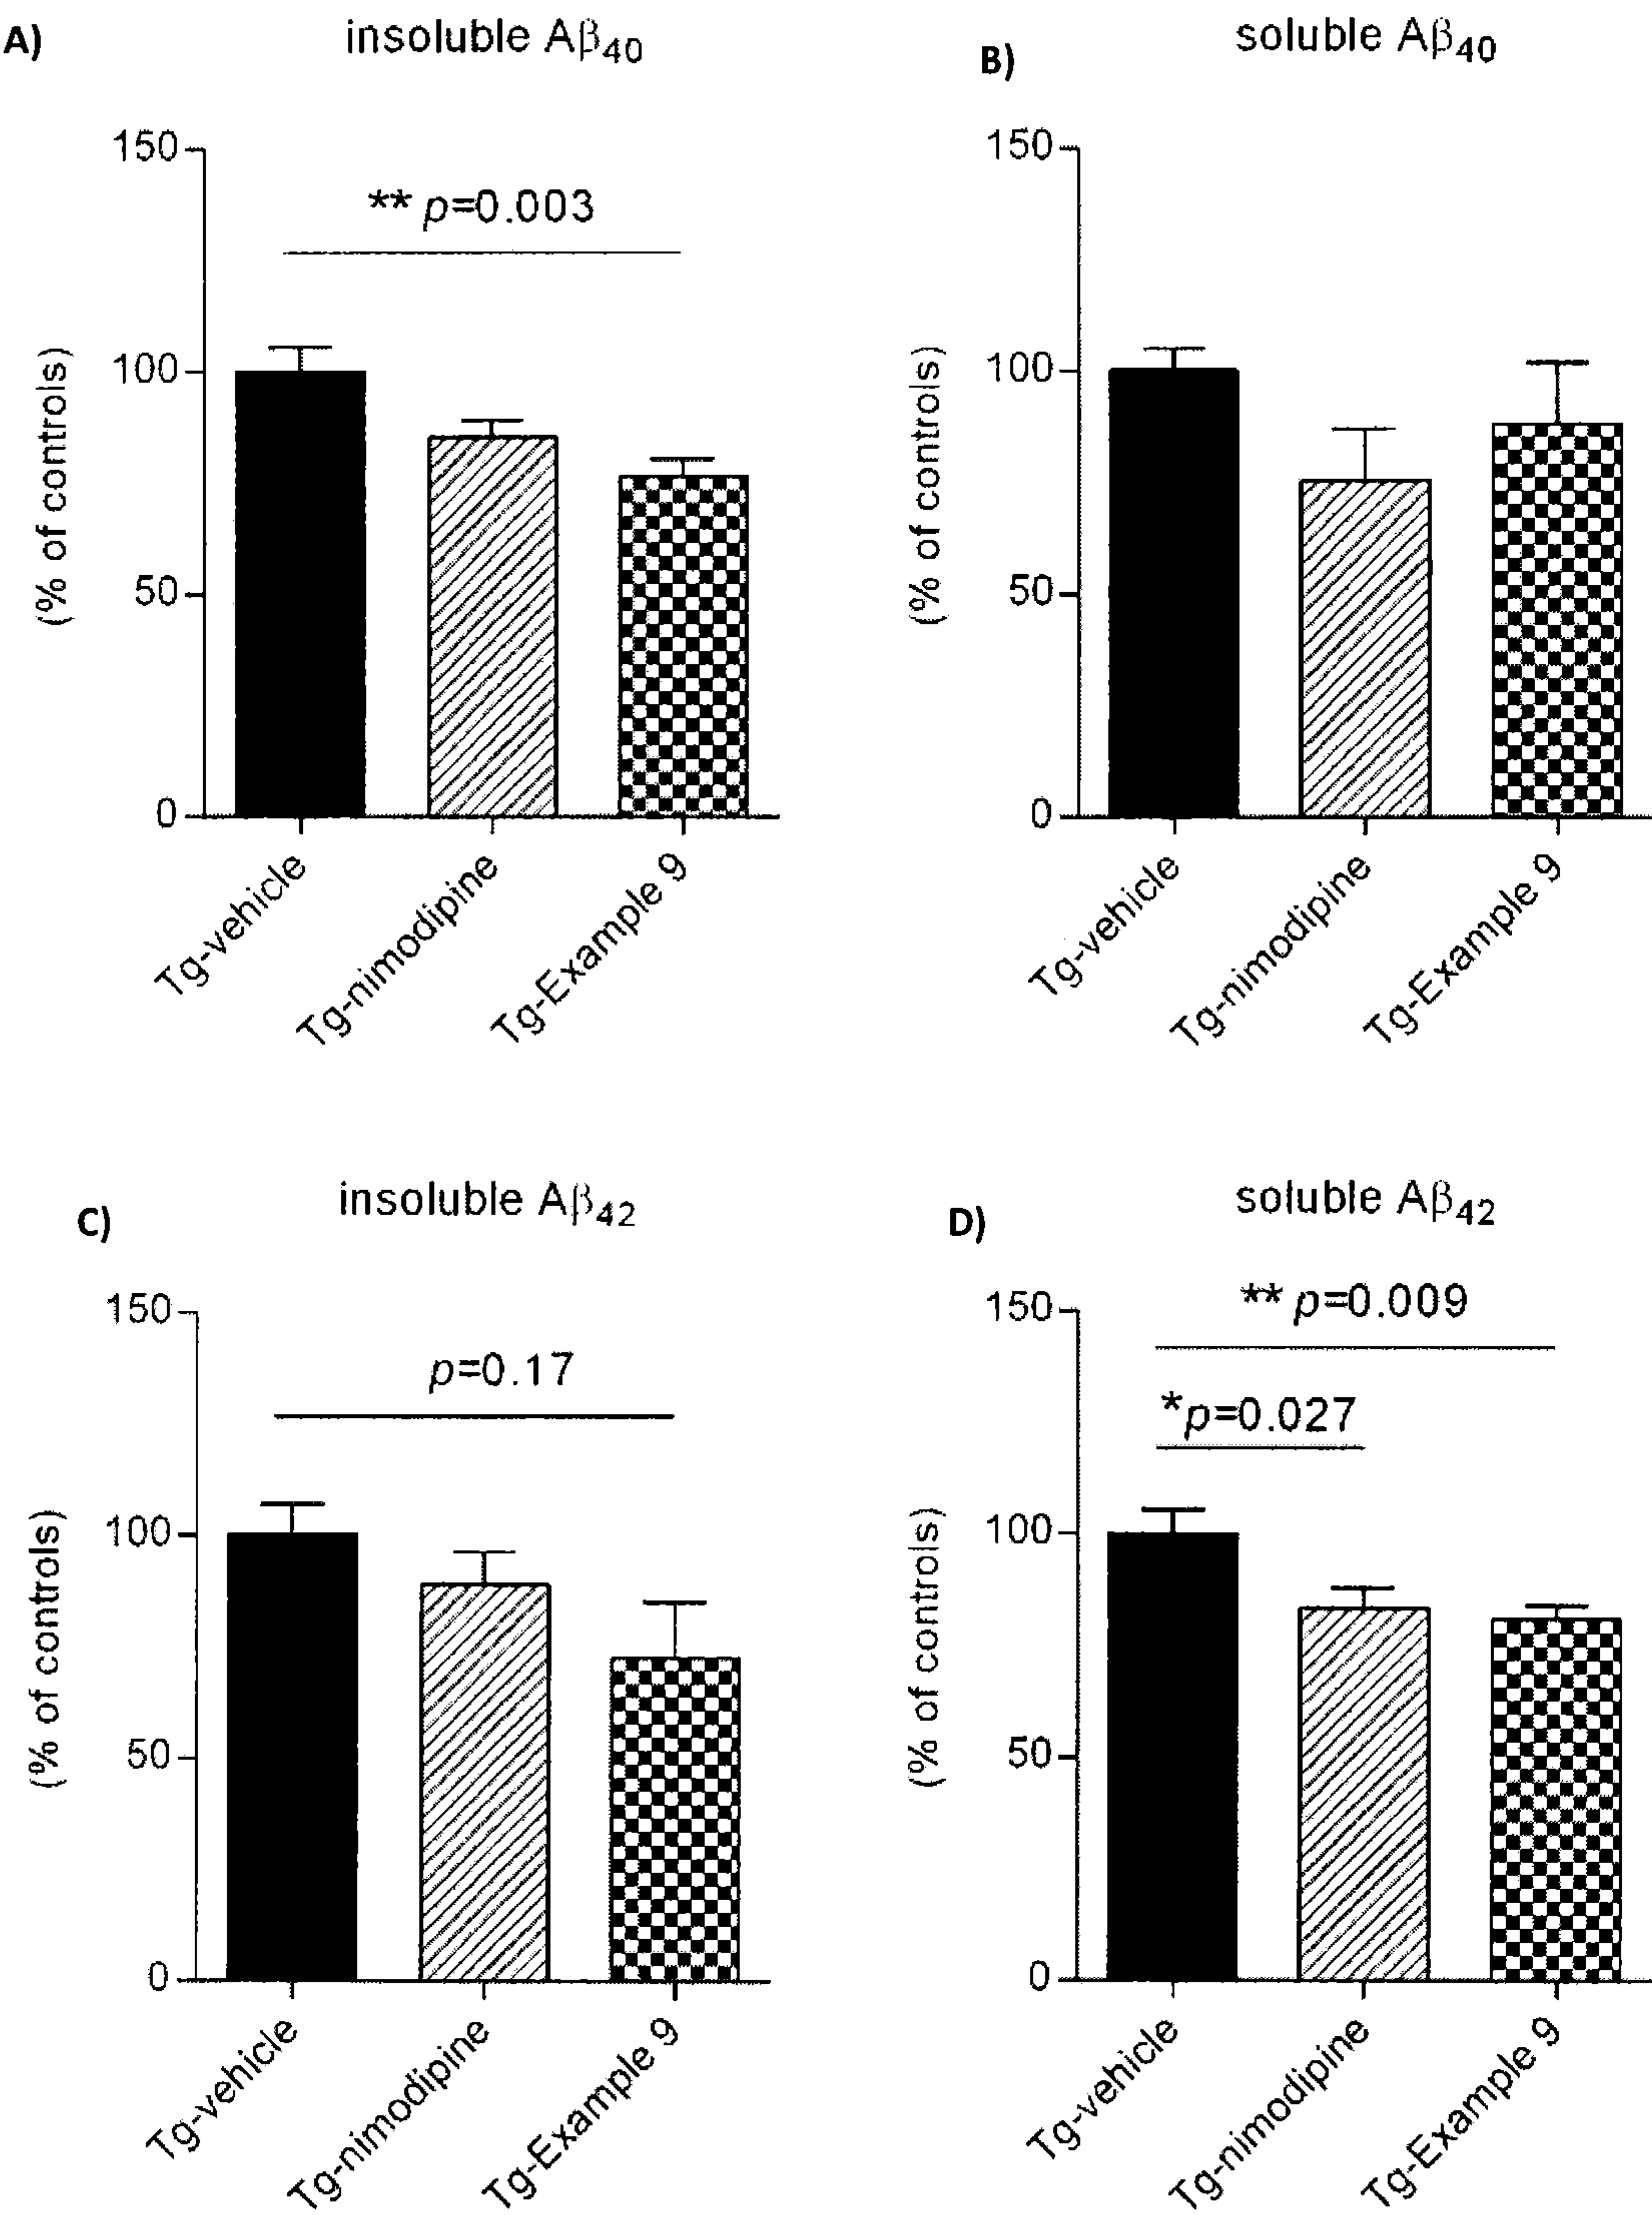 A)
insoluble Aβ40
150
** p=0.003
100
50
0
(% of controls)
Tg-vehicle
Tg-nimodipine
Tg-Example 9
B)
soluble Aβ40
150
100
50
0
(% of controls)
Tg-vehicle
Tg-nimodipine
Tg-Example 9
C)
insoluble Aβ42
150
p=0.17
100
50
0
(% of controls)
Tg-vehicle
Tg-nimodipine
Tg-Example 9
D)
soluble Aβ42
150
** p=0.009
*p=0.027
100
50
0
(% of controls)
Tg-vehicle
Tg-nimodipine
Tg-Example 9